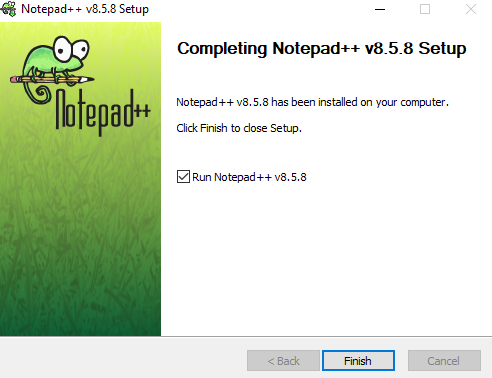 Notepad++ v8.5.8 Setup
Notepad++
Completing Notepad++ v8.5.8 Setup
Notepad++ v8.5.8 has been installed on your computer.
Click Finish to close Setup.
Run Notepad++ v8.5.8
< Back Finish Cancel